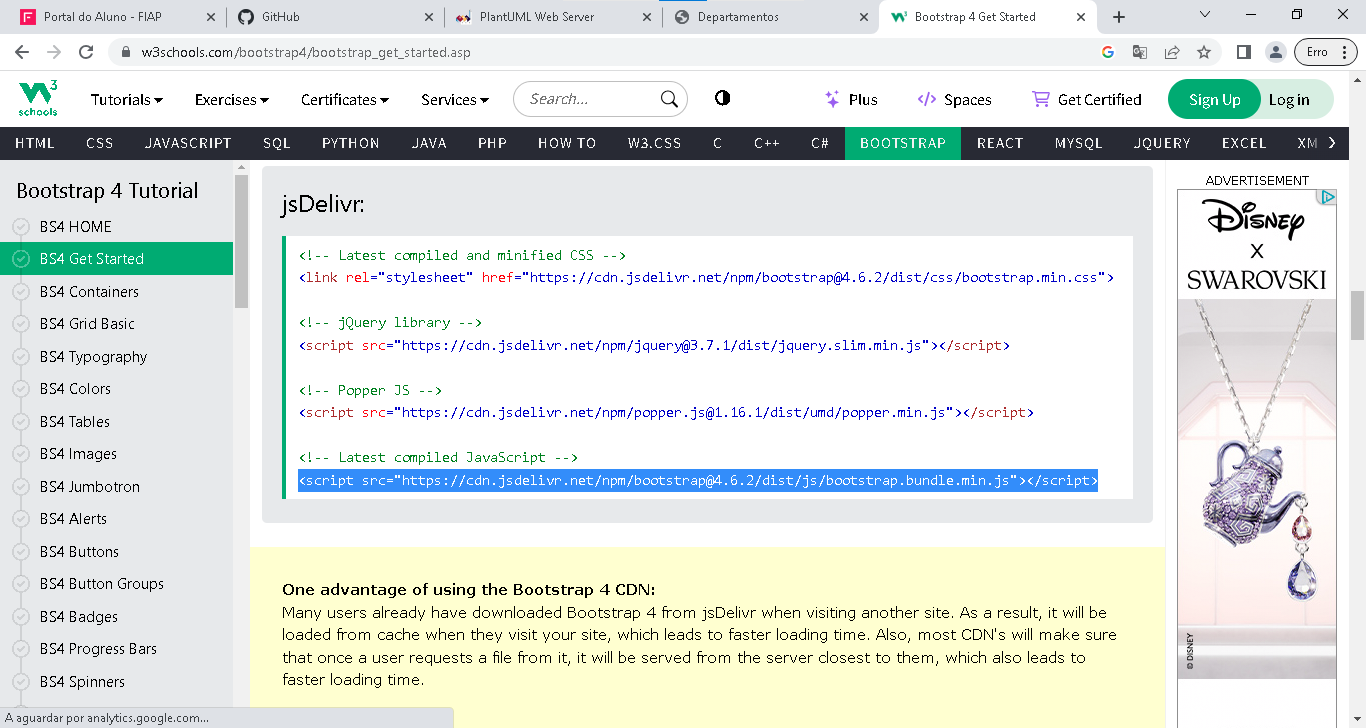 Portal do Aluno - FIAP
GitHub
PlantUML Web Server
Departamentos
Bootstrap 4 Get Started
w3schools.com/bootstrap4/bootstrap_get_started.asp
Erro
W3 schools
Tutorials
Exercises
Certificates
Services
Search...
Plus
Spaces
Get Certified
Sign Up
Log in
HTML CSS JAVASCRIPT SQL PYTHON JAVA PHP HOW TO W3.CSS C C++ C# BOOTSTRAP REACT MYSQL JQUERY EXCEL XM
Bootstrap 4 Tutorial
BS4 HOME
BS4 Get Started
BS4 Containers
BS4 Grid Basic
BS4 Typography
BS4 Colors
BS4 Tables
BS4 Images
BS4 Jumbotron
BS4 Alerts
BS4 Buttons
BS4 Button Groups
BS4 Badges
BS4 Progress Bars
BS4 Spinners
jsDelivr:
<!-- Latest compiled and minified CSS -->
<link rel="stylesheet" href="https://cdn.jsdelivr.net/npm/bootstrap@4.6.2/dist/css/bootstrap.min.css">
<!-- jQuery library -->
<script src="https://cdn.jsdelivr.net/npm/jquery@3.7.1/dist/jquery.slim.min.js"></script>
<!-- Popper JS -->
<script src="https://cdn.jsdelivr.net/npm/popper.js@1.16.1/dist/umd/popper.min.js"></script>
<!-- Latest compiled JavaScript -->
<script src="https://cdn.jsdelivr.net/npm/bootstrap@4.6.2/dist/js/bootstrap.bundle.min.js"></script>
One advantage of using the Bootstrap 4 CDN:
Many users already have downloaded Bootstrap 4 from jsDelivr when visiting another site. As a result, it will be
loaded from cache when they visit your site, which leads to faster loading time. Also, most CDN's will make sure
that once a user requests a file from it, it will be served from the server closest to them, which also leads to
faster loading time.
ADVERTISEMENT
Disney
X
SWAROVSKI
© DISNEY
A aguardar por analytics.google.com...